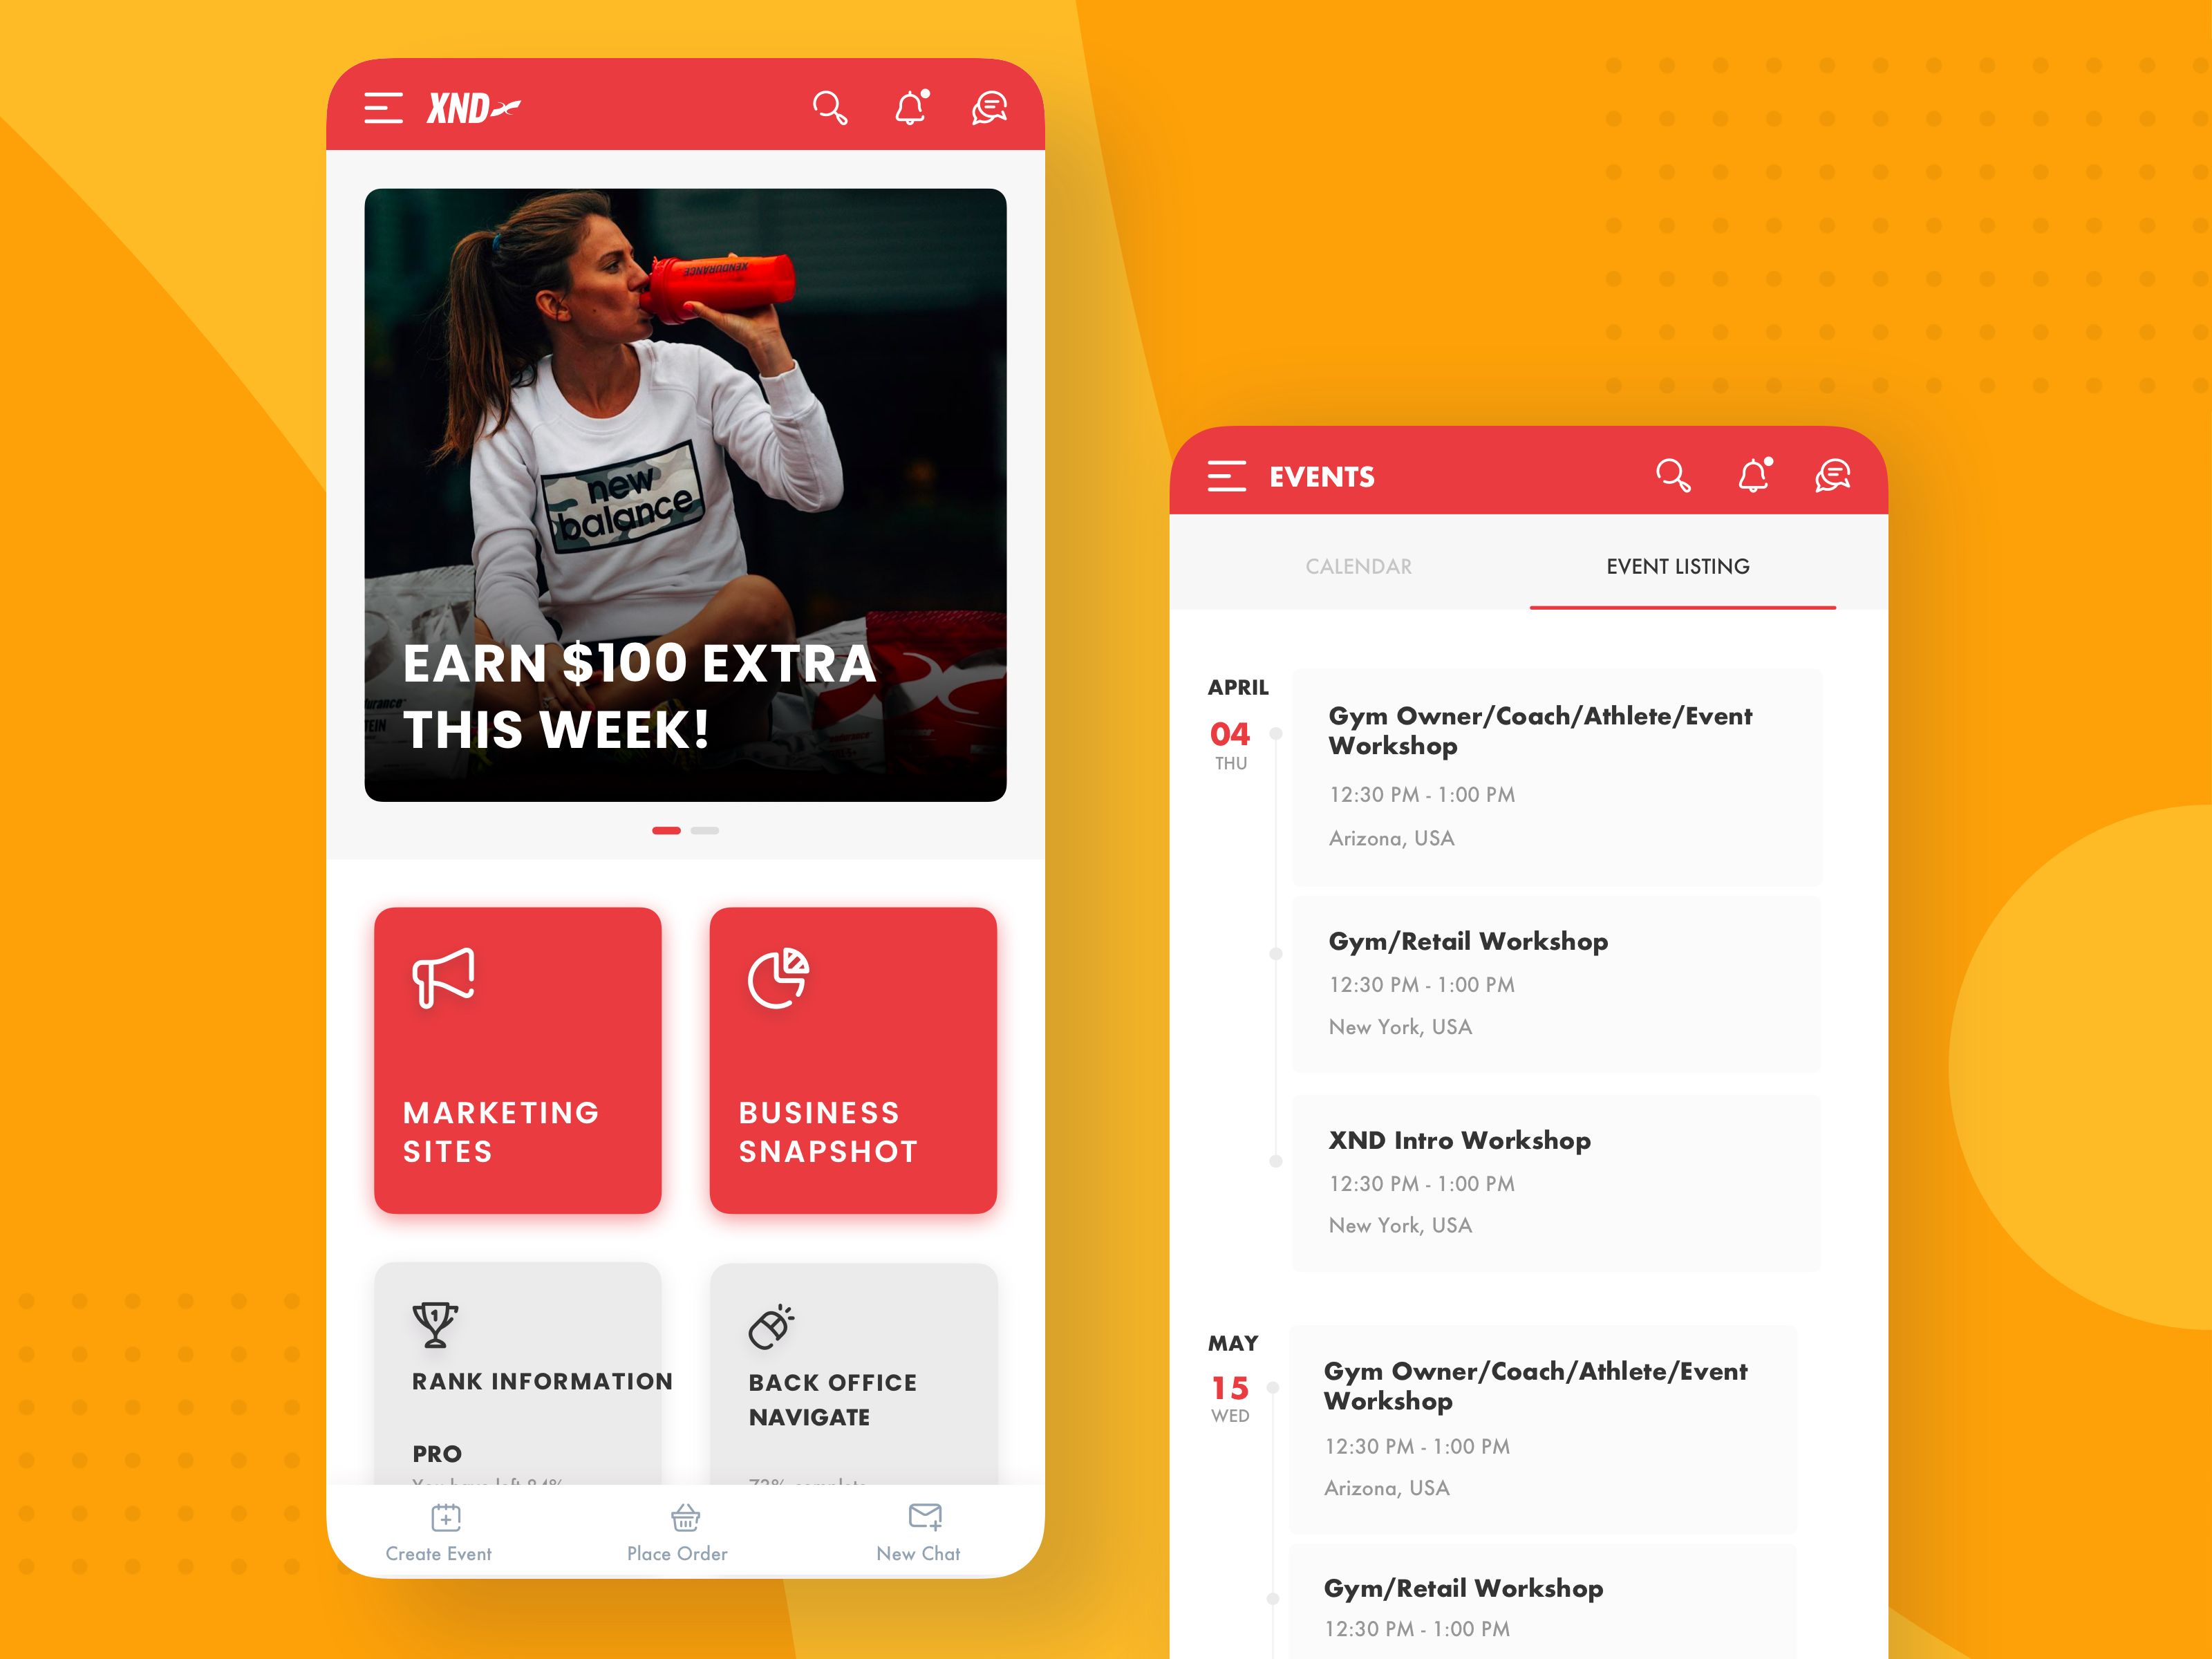 XND
XENDURANCE
new
balance
EARN $100 EXTRA
THIS WEEK!
MARKETING
SITES
BUSINESS
SNAPSHOT
RANK INFORMATION
PRO
BACK OFFICE
NAVIGATE
Create Event
Place Order
New Chat
EVENTS
CALENDAR
EVENT LISTING
APRIL
04
THU
Gym Owner/Coach/Athlete/Event
Workshop
12:30 PM - 1:00 PM
Arizona, USA
Gym/Retail Workshop
12:30 PM - 1:00 PM
New York, USA
XND Intro Workshop
12:30 PM - 1:00 PM
New York, USA
MAY
15
WED
Gym Owner/Coach/Athlete/Event
Workshop
12:30 PM - 1:00 PM
Arizona, USA
Gym/Retail Workshop
12:30 PM - 1:00 PM